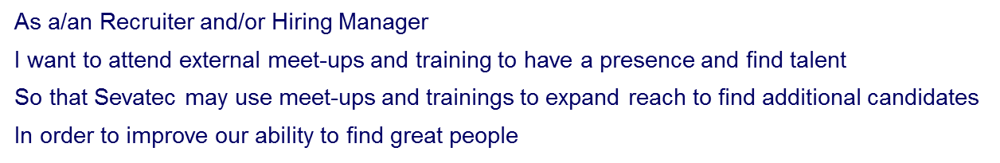 As a/an Recruiter and/or Hiring Manager
I want to attend external meet-ups and training to have a presence and find talent
So that Sevatec may use meet-ups and trainings to expand reach to find additional candidates
In order to improve our ability to find great people